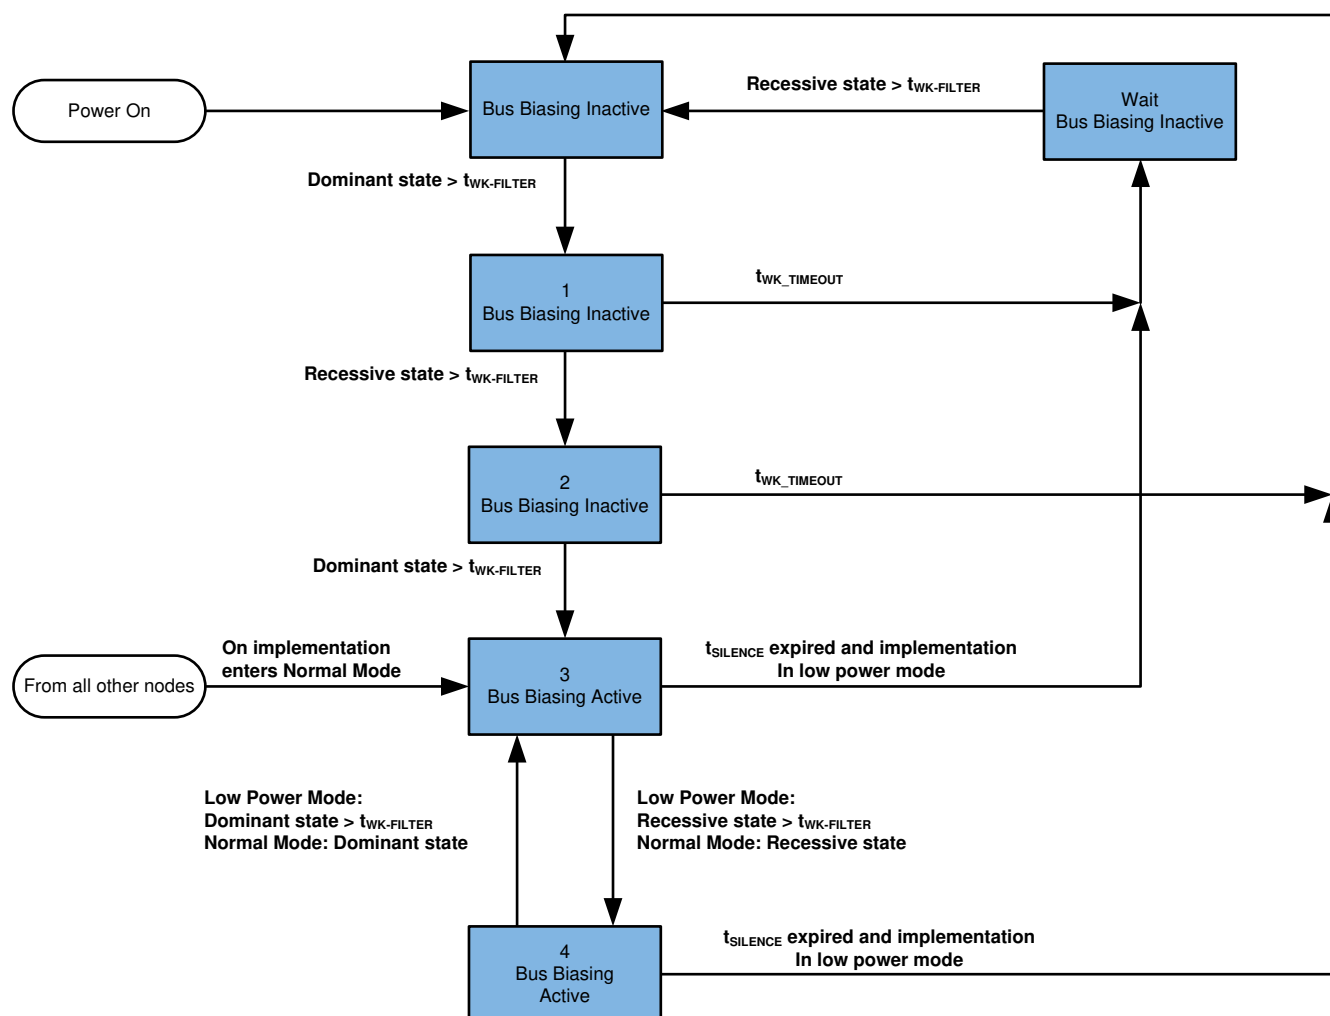 Power On
Bus Biasing Inactive
Recessive state > tWK-FILTER
Wait
Bus Biasing Inactive
Dominant state > tWK-FILTER
1
Bus Biasing Inactive
tWK_TIMEOUT
Recessive state > tWK-FILTER
2
Bus Biasing Inactive
tWK_TIMEOUT
Dominant state > tWK-FILTER
From all other nodes
On implementation
enters Normal Mode
3
Bus Biasing Active
tSILENCE expired and implementation
In low power mode
Low Power Mode:
Dominant state > tWK-FILTER
Normal Mode: Dominant state
Low Power Mode:
Recessive state > tWK-FILTER
Normal Mode: Recessive state
4
Bus Biasing
Active
tSILENCE expired and implementation
In low power mode